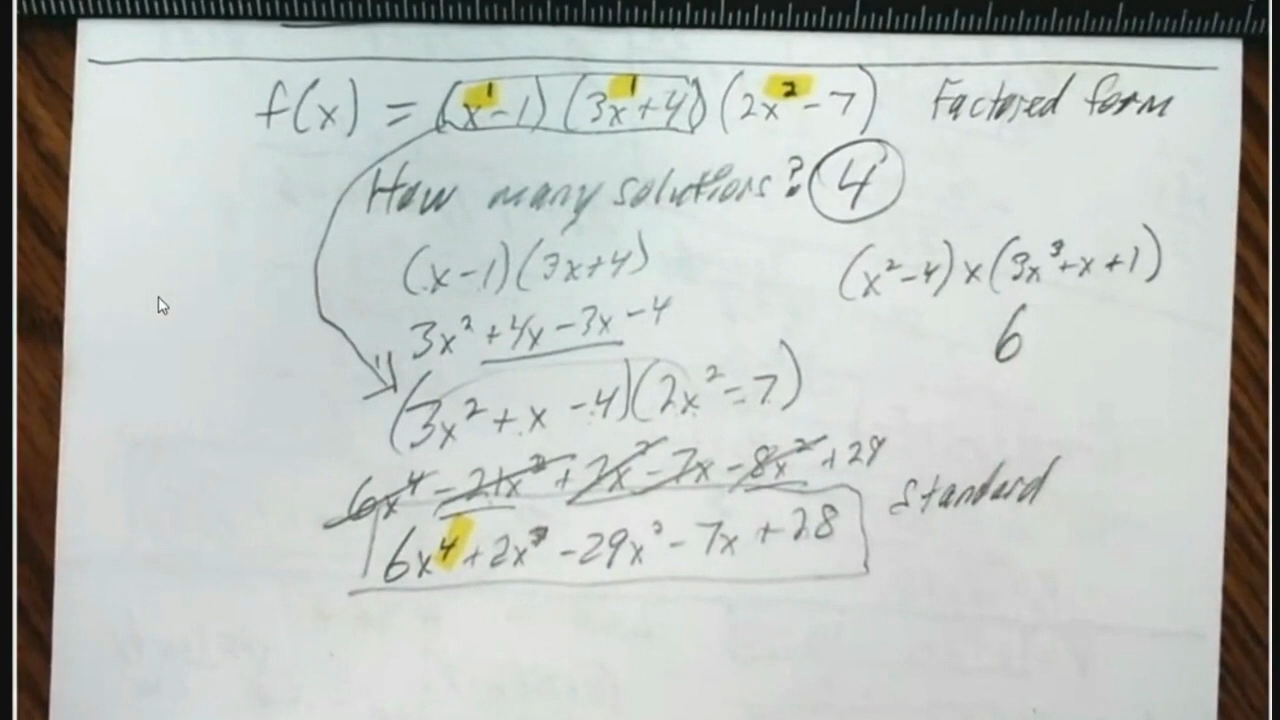 f(x) = (x¹-1)(3x¹+4)(2x²-7) Factored form
How many solutions? 4
(x-1)(3x+4)
(x²-4)×(3x³+x+1)
3x²+4x-3x-4
6
(3x²+x-4)(2x²-7)
6x⁴-21x²+2x³-7x-8x²+28
Standard
6x⁴+2x³-29x²-7x+28